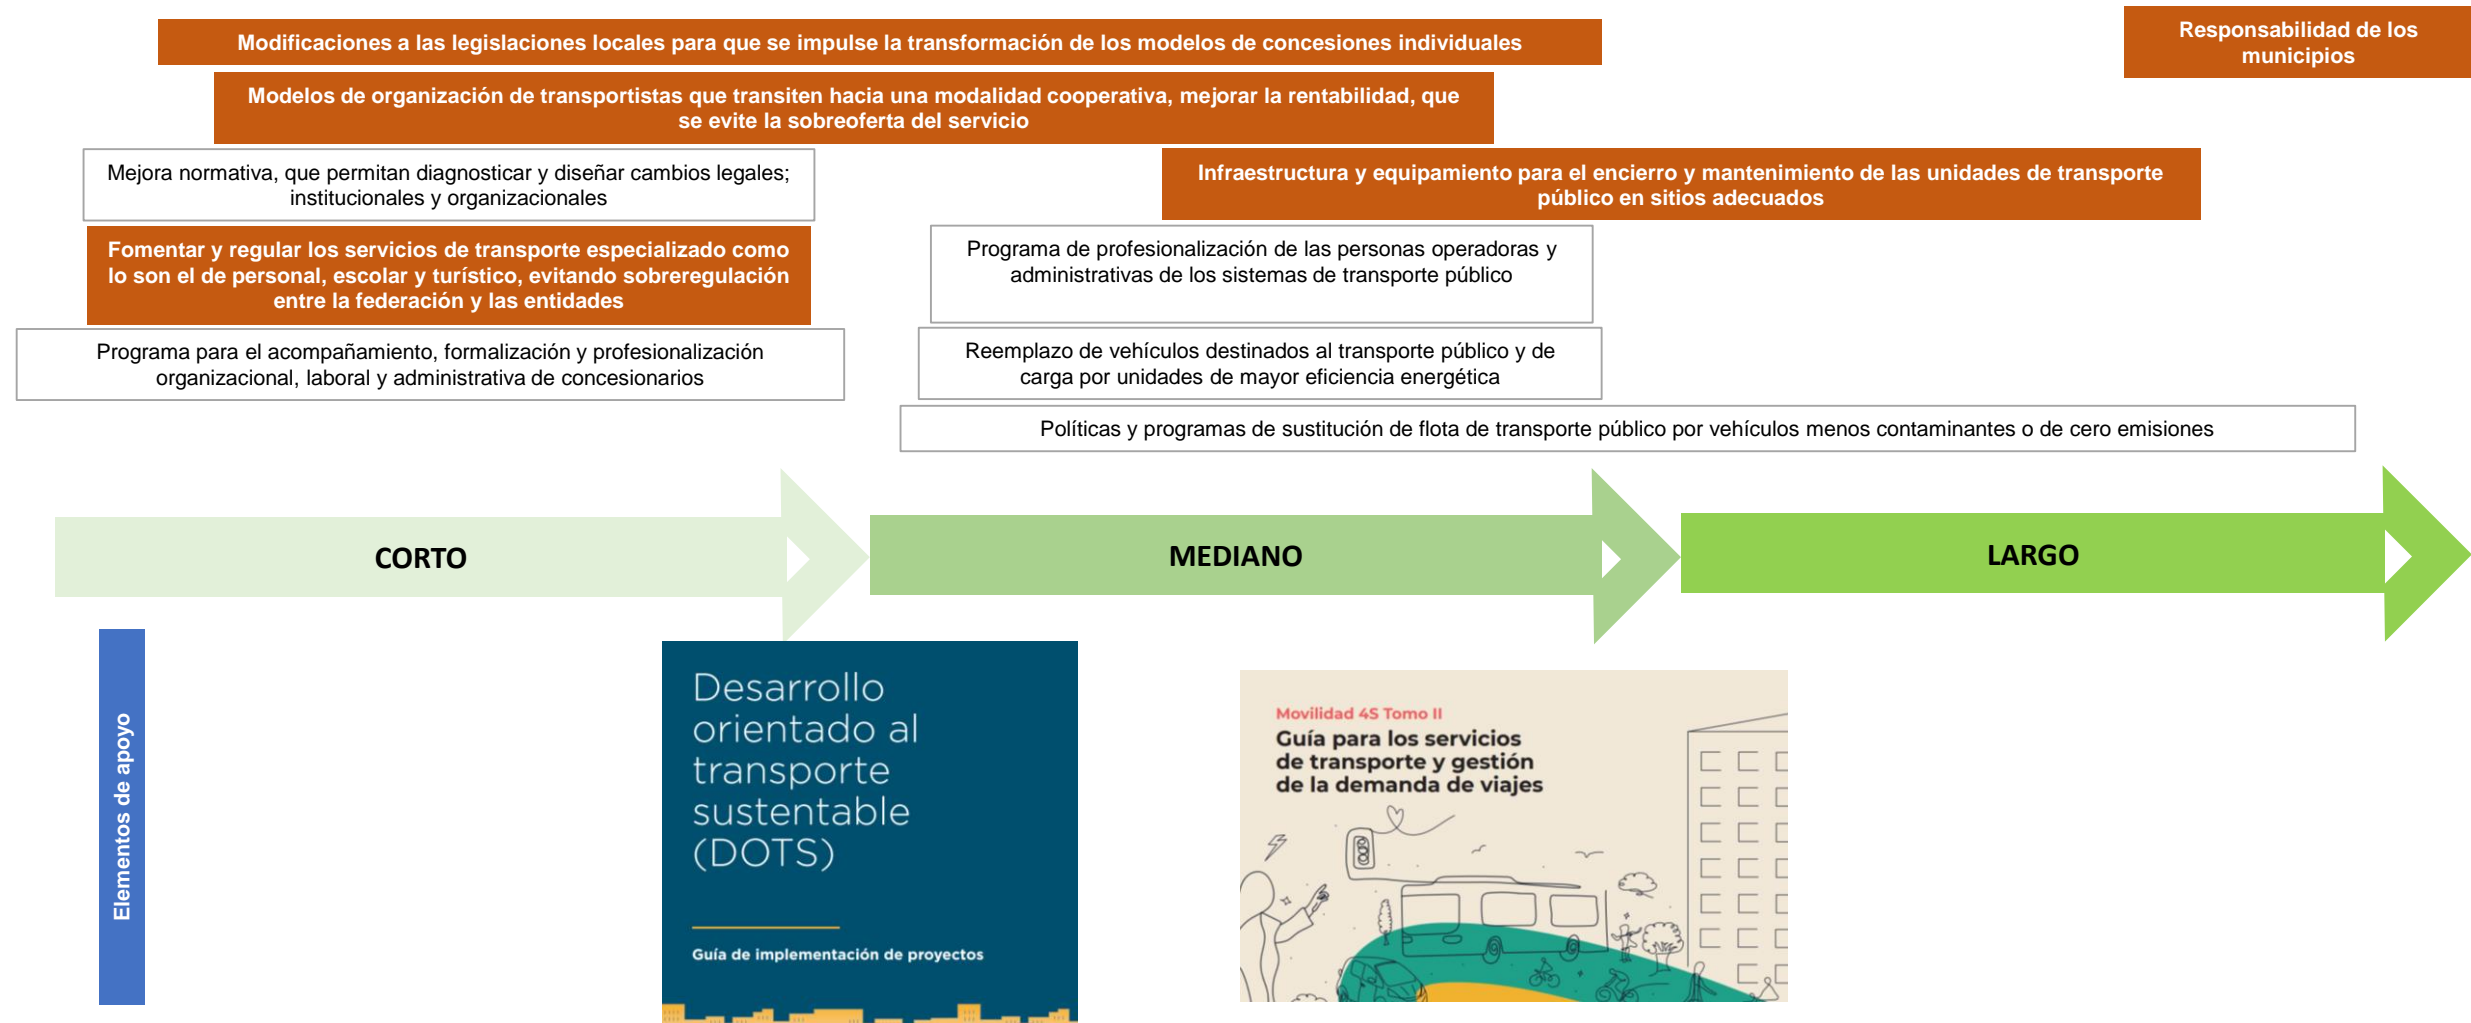 Modificaciones a las legislaciones locales para que se impulse la transformación de los modelos de concesiones individuales
Responsabilidad de los
municipios
Modelos de organización de transportistas que transiten hacia una modalidad cooperativa, mejorar la rentabilidad, que
se evite la sobreoferta del servicio
Mejora normativa, que permitan diagnosticar y diseñar cambios legales;
institucionales y organizacionales
Infraestructura y equipamiento para el encierro y mantenimiento de las unidades de transporte
público en sitios adecuados
Fomentar y regular los servicios de transporte especializado como
lo son el de personal, escolar y turístico, evitando sobreregulación
entre la federación y las entidades
Programa de profesionalización de las personas operadoras y
administrativas de los sistemas de transporte público
Programa para el acompañamiento, formalización y profesionalización
organizacional, laboral y administrativa de concesionarios
Reemplazo de vehículos destinados al transporte público y de
carga por unidades de mayor eficiencia energética
Políticas y programas de sustitución de flota de transporte público por vehículos menos contaminantes o de cero emisiones
CORTO
MEDIANO
LARGO
Elementos de apoyo
Desarrollo
orientado al
transporte
sustentable
(DOTS)
Guía de implementación de proyectos
Movilidad 4S Tomo II
Guía para los servicios
de transporte y gestión
de la demanda de viajes